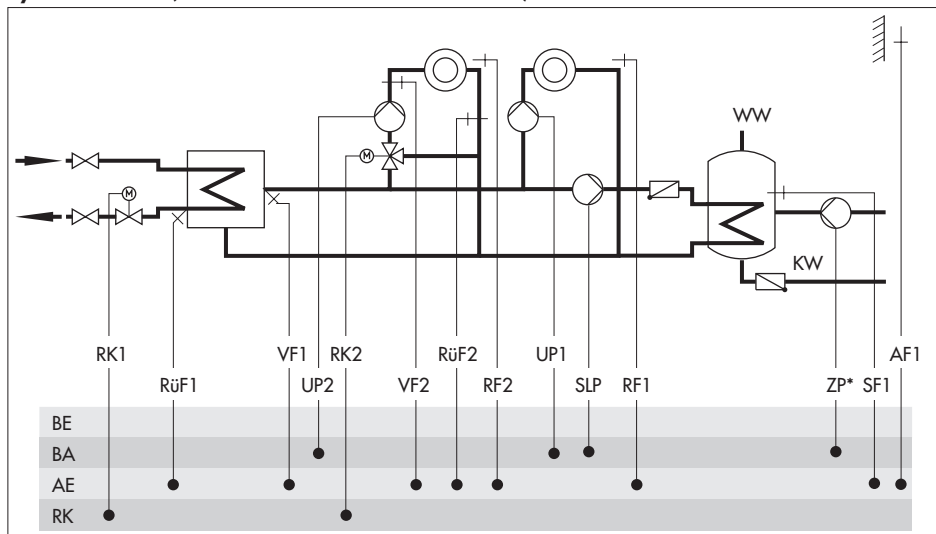 WW
M
M
KW
RK1 VF1 RK2 RüF2 UP1 AF1
RüF1 UP2 VF2 RF2 SLP RF1 ZP* SF1
BE
BA
AE
RK